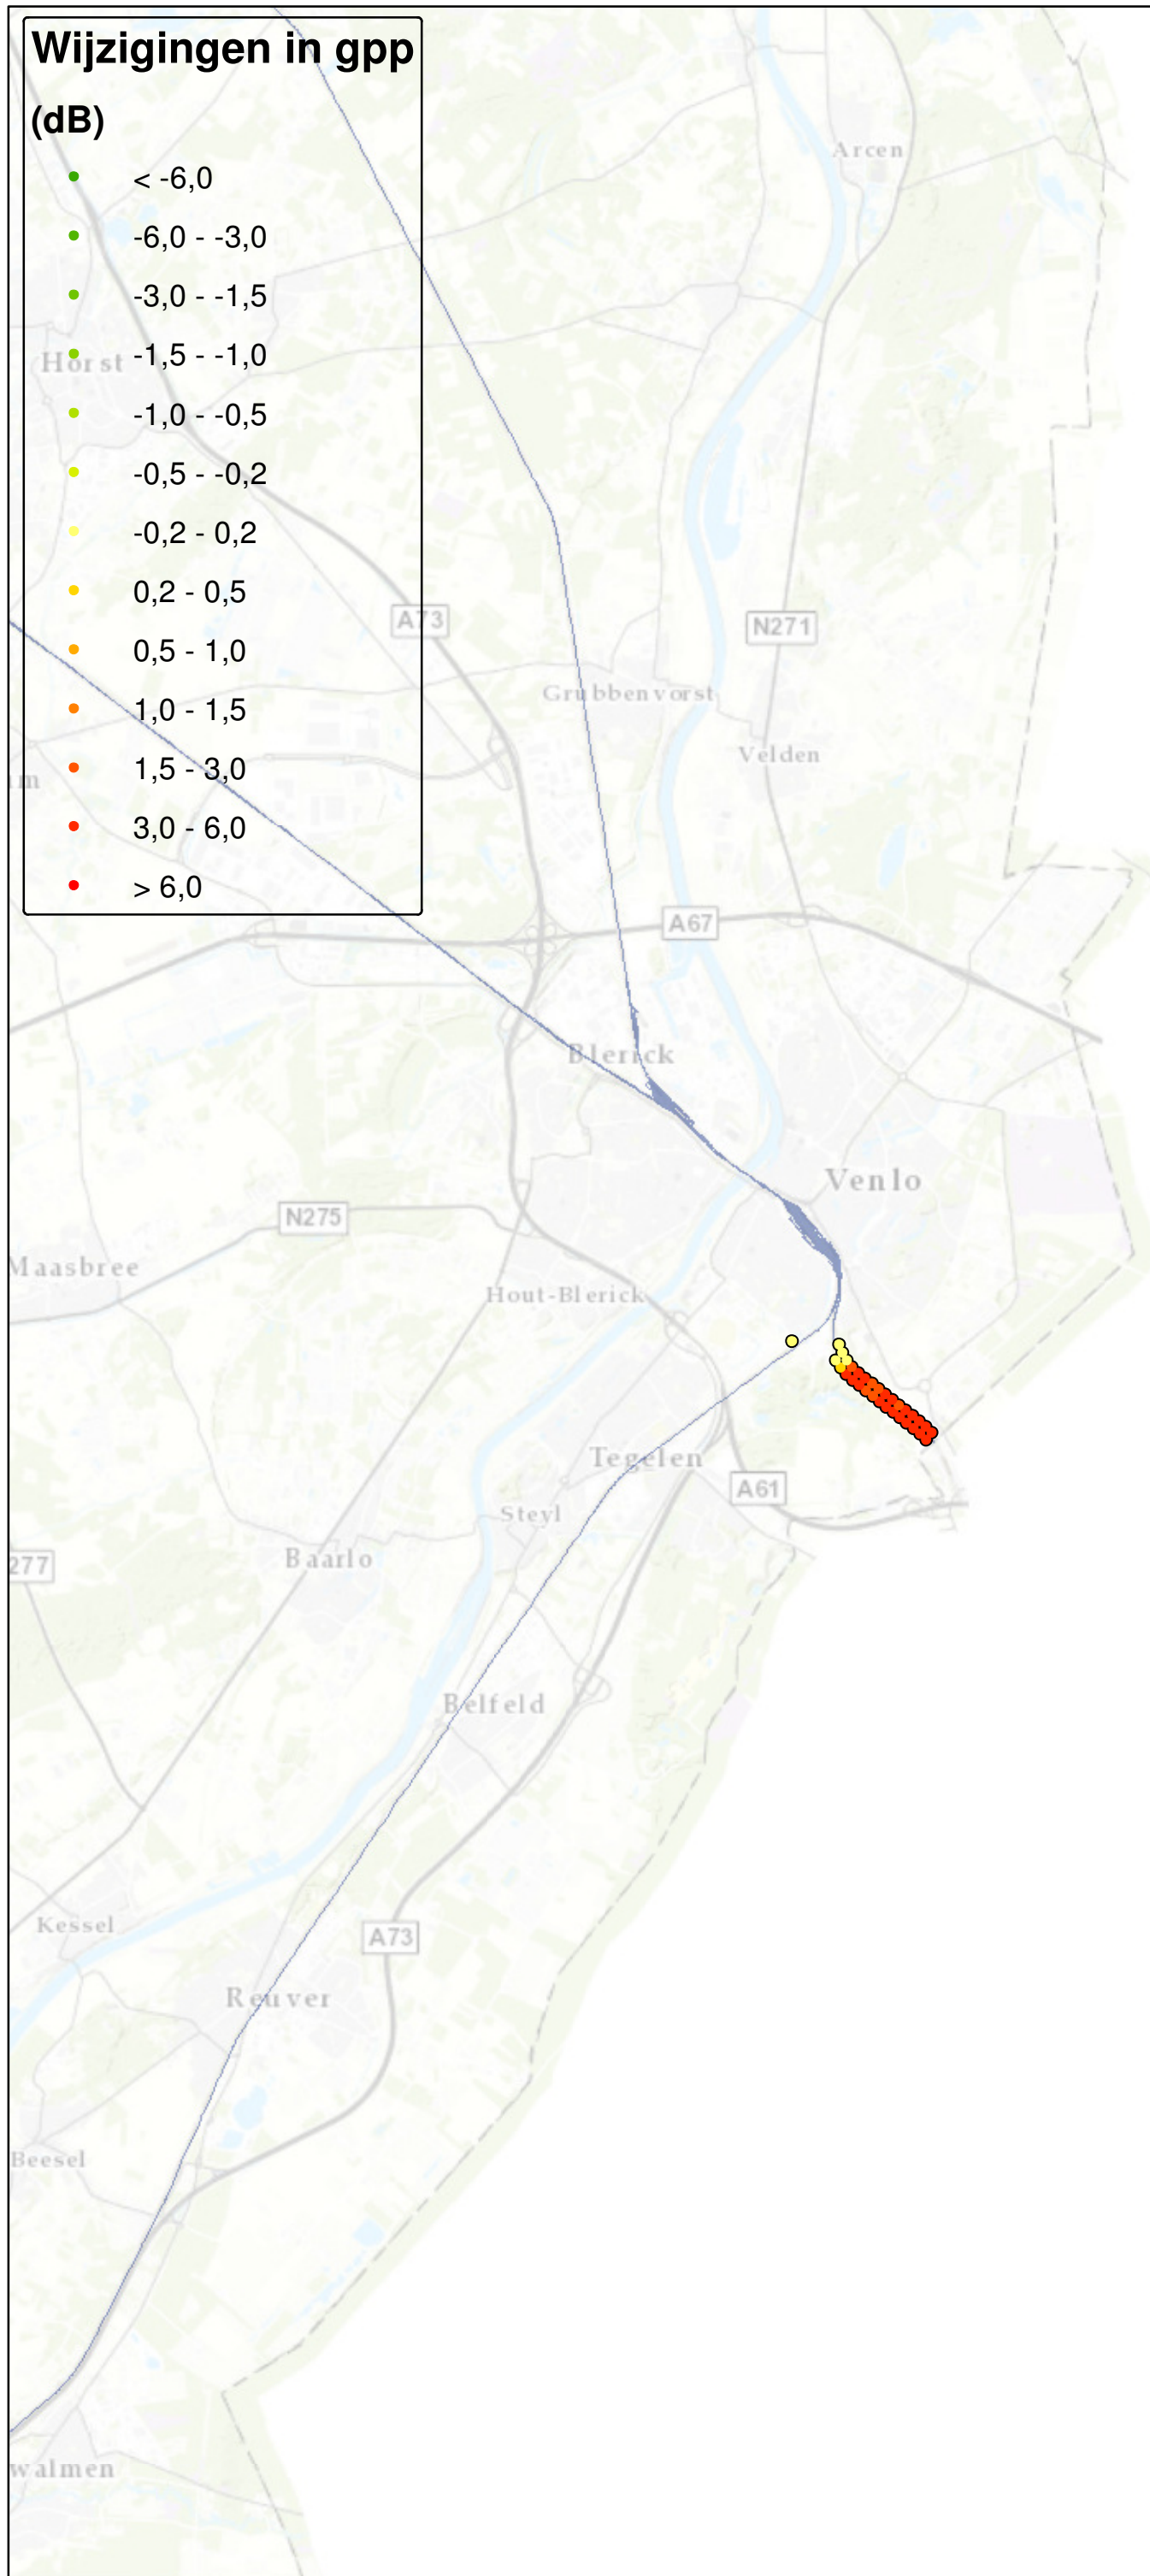 Wijzigingen in gpp
(dB)
< -6,0
-6,0 - -3,0
-3,0 - -1,5
-1,5 - -1,0
-1,0 - -0,5
-0,5 - -0,2
-0,2 - 0,2
0,2 - 0,5
0,5 - 1,0
1,0 - 1,5
1,5 - 3,0
3,0 - 6,0
> 6,0
Arcen
Horst
A73
N271
Grubbenvorst
Velden
m
A67
Blerick
Venlo
N275
Maasbree
Hout-Blerick
Tegelen
A61
Steyl
Baarlo
277
Belfeld
Kessel
A73
Reuver
Beesel
walmen